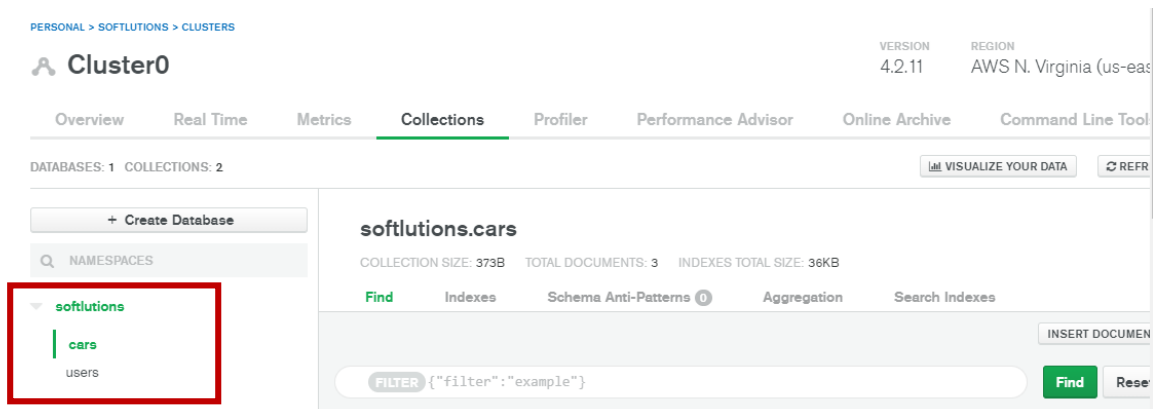 PERSONAL > SOFTLUTIONS > CLUSTERS
Cluster0
VERSION
4.2.11
REGION
AWS N. Virginia (us-eas
Overview Real Time Metrics Collections Profiler Performance Advisor Online Archive Command Line Tool
DATABASES: 1 COLLECTIONS: 2
VISUALIZE YOUR DATA
REFR
+ Create Database
NAMESPACES
softlutions
cars
users
softlutions.cars
COLLECTION SIZE: 373B TOTAL DOCUMENTS: 3 INDEXES TOTAL SIZE: 36KB
Find Indexes Schema Anti-Patterns 0 Aggregation Search Indexes
INSERT DOCUMEN
FILTER {"filter":"example"}
Find
Rese